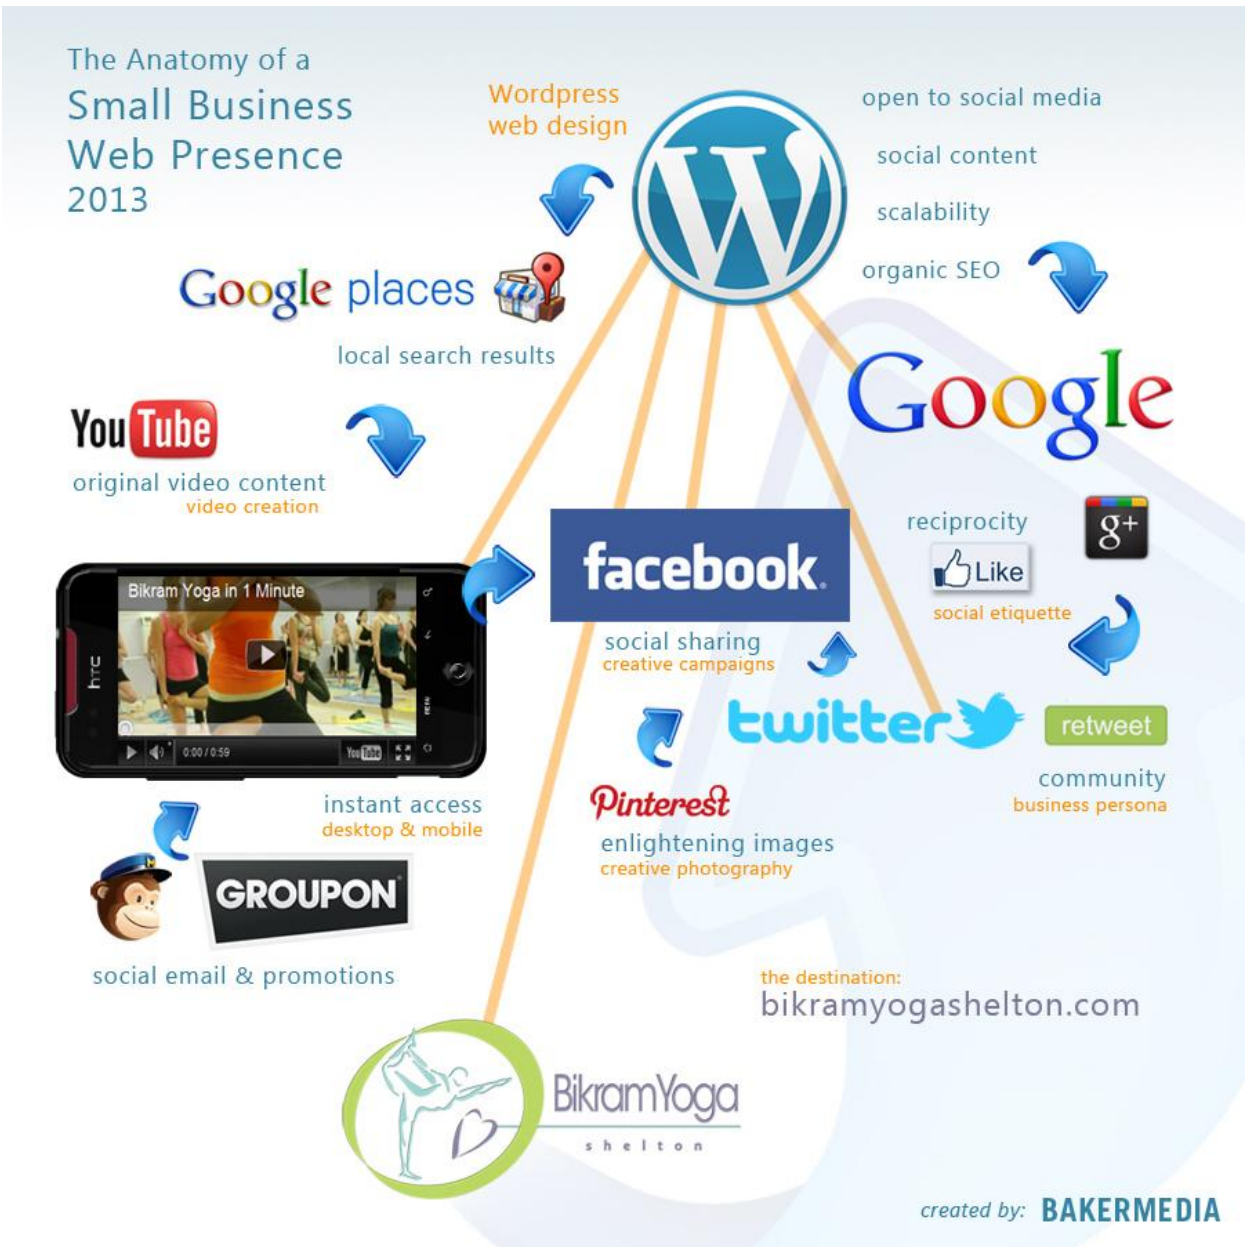 The Anatomy of a
Small Business
Web Presence
2013
Wordpress
web design
W
open to social media
social content
scalability
organic SEO
Google places
local search results
Google
YouTube
original video content
video creation
reciprocity
g+
Like
social etiquette
facebook
social sharing
creative campaigns
Bikram Yoga in 1 Minute
hTC
MENU
0:00 / 0:59
YouTube
twitter
retweet
community
business persona
Pinterest
enlightening images
creative photography
instant access
desktop & mobile
GROUPON
social email & promotions
the destination:
bikramyogashelton.com
BikramYoga
shelton
created by: BAKERMEDIA